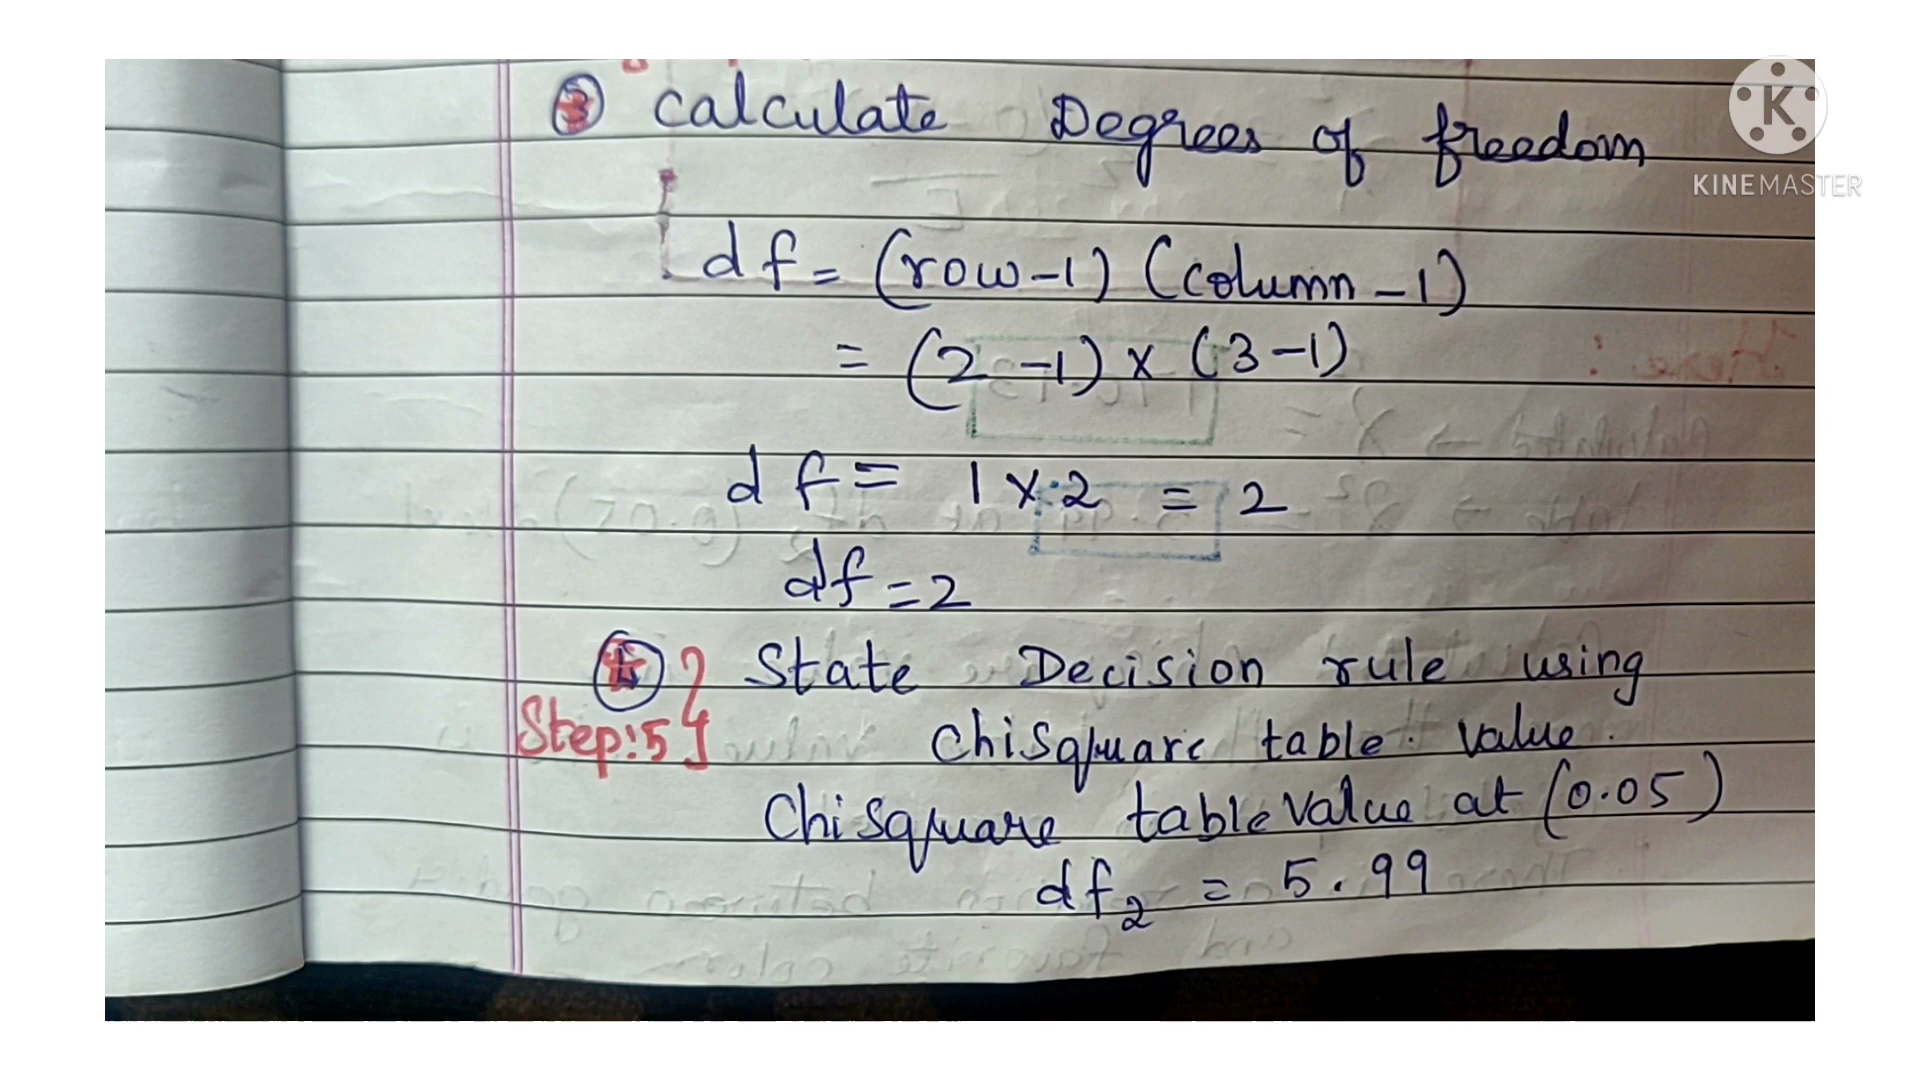 ③ Calculate Degrees of freedom
df = (row-1) (column-1)
= (2-1) x (3-1)
df = 1 x 2 = 2
df = 2
State Decision rule using
Step:5
Chisquare table value.
Chisquare table value at (0.05)
df₂ = 5.99
K
KINEMASTER